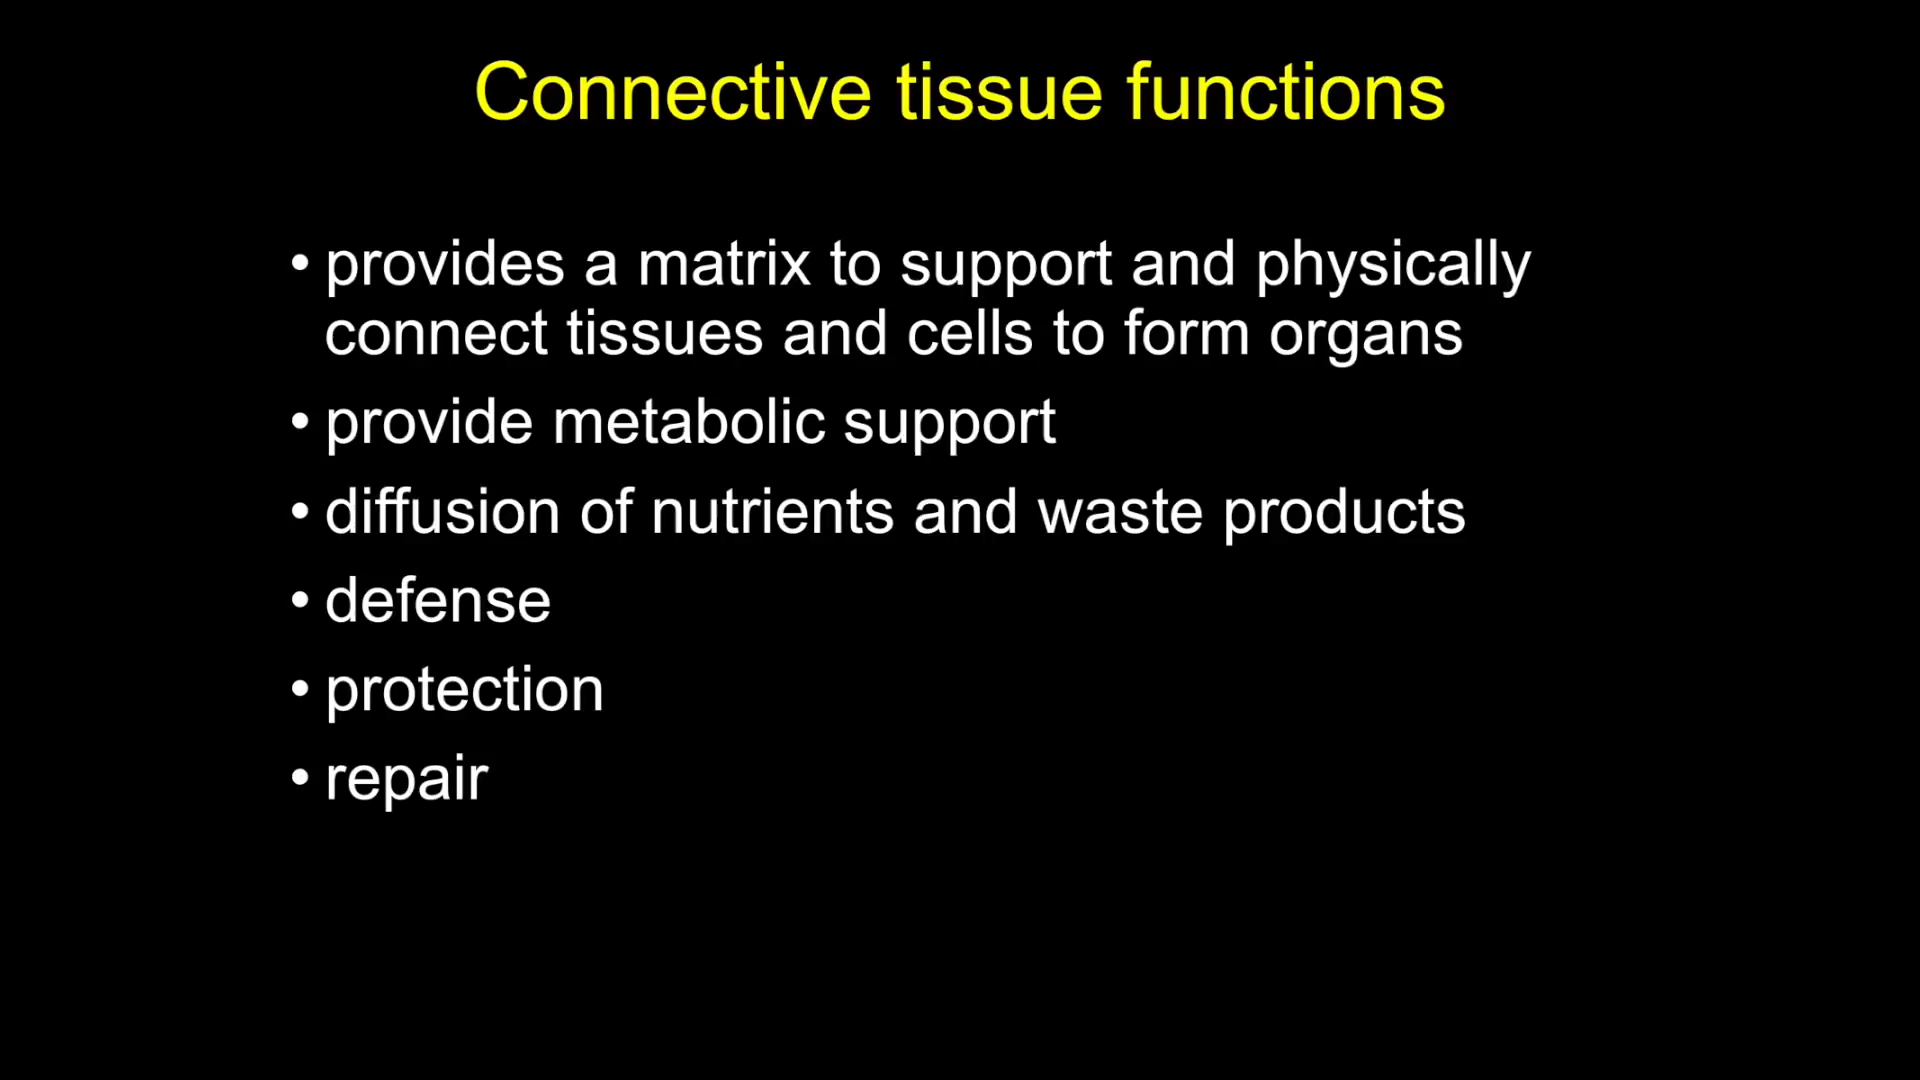 Connective tissue functions
• provides a matrix to support and physically
connect tissues and cells to form organs
• provide metabolic support
• diffusion of nutrients and waste products
• defense
• protection
• repair